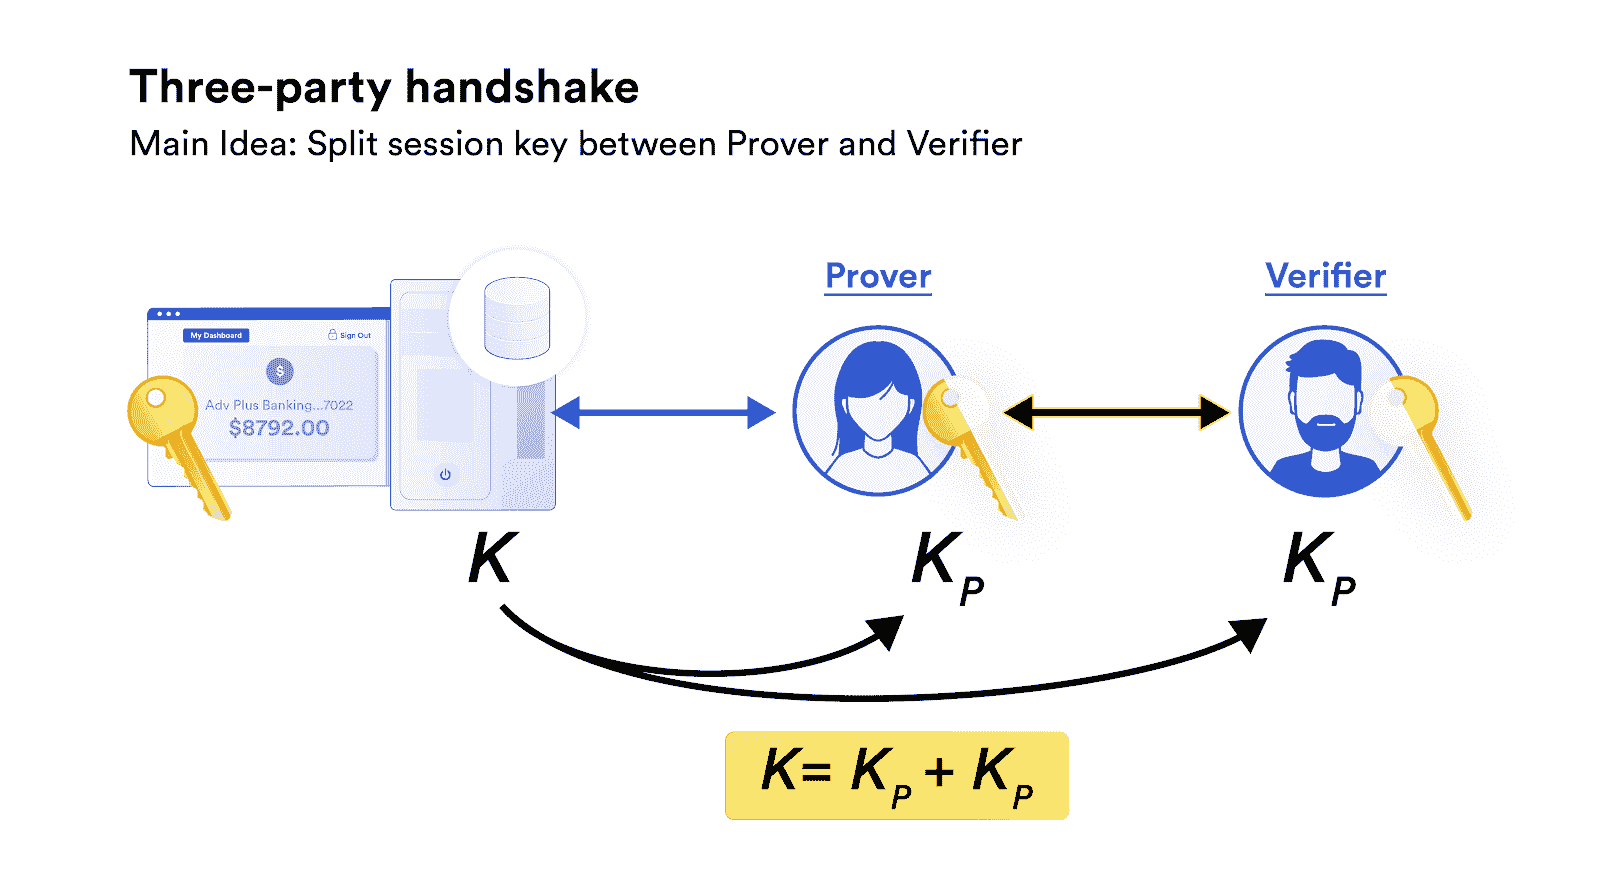 Three-party handshake
Main Idea: Split session key between Prover and Verifier
Prover
Verifier
My Dashboard
Sign Out
$
Adv Plus Banking...7022
$8792.00
K
K_P
K_P
K= K_P + K_P